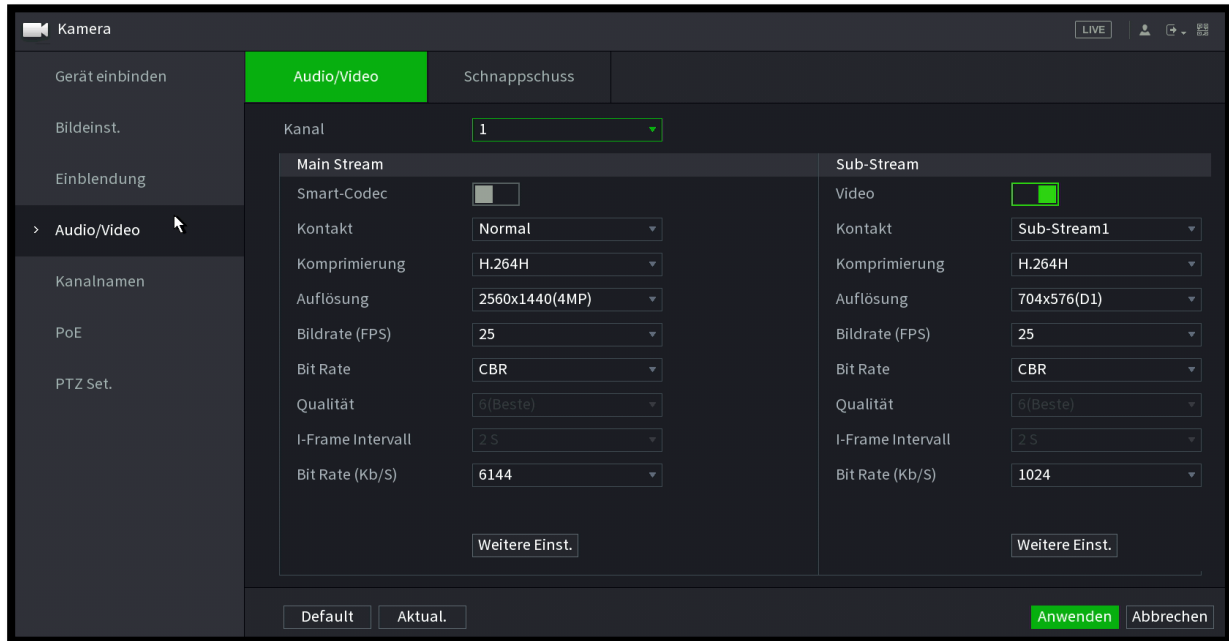 Kamera LIVE
Gerät einbinden
Bildeinst.
Einblendung
› Audio/Video
Kanalnamen
PoE
PTZ Set.
Audio/Video Schnappschuss
Kanal 1
Main Stream
Smart-Codec
Kontakt Normal
Komprimierung H.264H
Auflösung 2560x1440(4MP)
Bildrate (FPS) 25
Bit Rate CBR
Qualität 6(Beste)
I-Frame Intervall 2 S
Bit Rate (Kb/S) 6144
Weitere Einst.
Sub-Stream
Video
Kontakt Sub-Stream1
Komprimierung H.264H
Auflösung 704x576(D1)
Bildrate (FPS) 25
Bit Rate CBR
Qualität 6(Beste)
I-Frame Intervall 2 S
Bit Rate (Kb/S) 1024
Weitere Einst.
Default Aktual. Anwenden Abbrechen